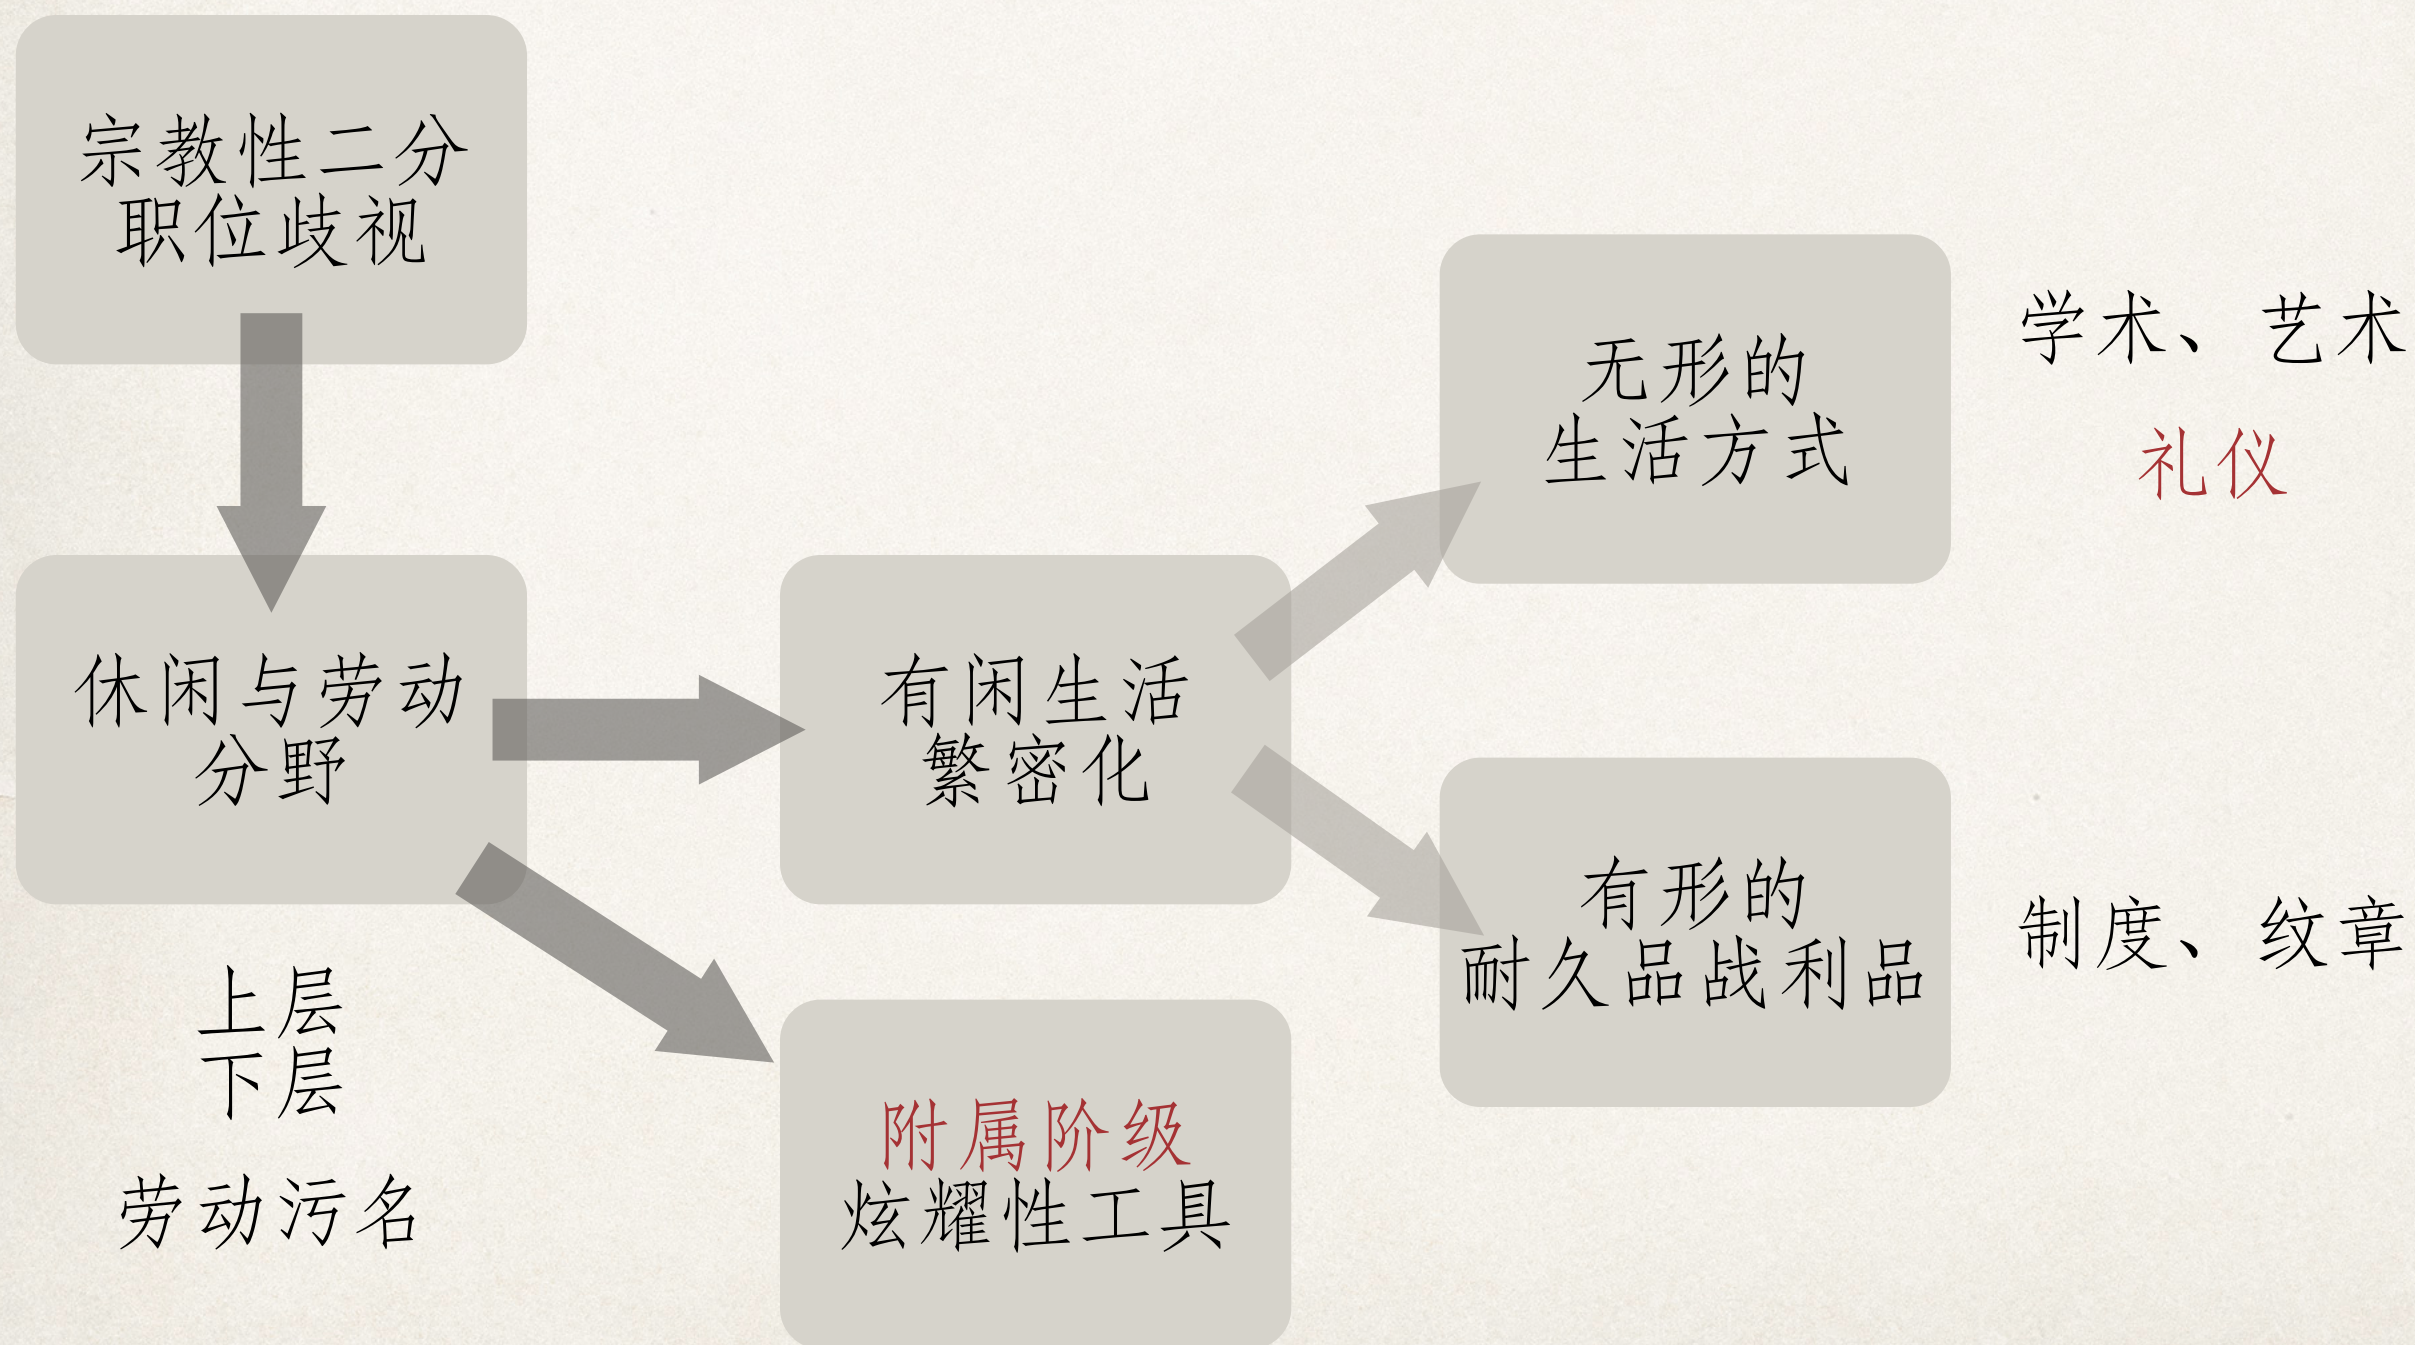 宗教性二分
职位歧视
休闲与劳动
分野
上层
下层
劳动污名
有闲生活
繁密化
附属阶级
炫耀性工具
无形的
生活方式
学术、艺术
礼仪
有形的
耐久品战利品
制度、纹章